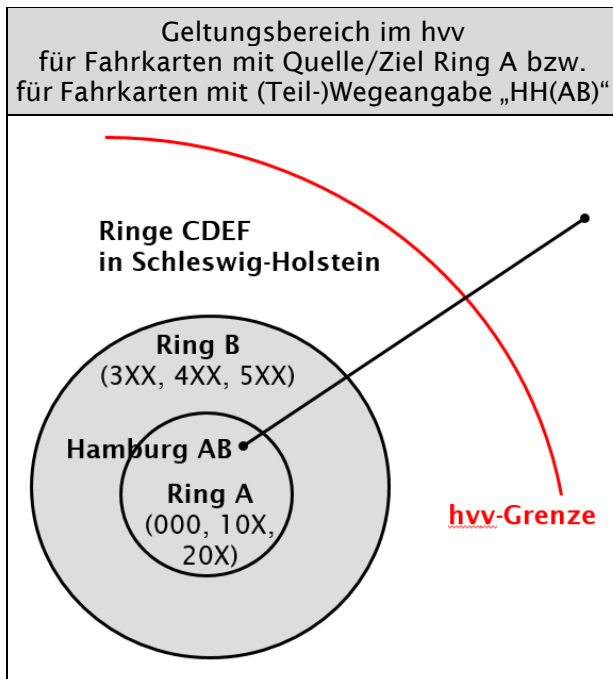 Geltungsbereich im hvv
für Fahrkarten mit Quelle/Ziel Ring A bzw.
für Fahrkarten mit (Teil-)Wegeangabe „HH(AB)“
Ringe CDEF
in Schleswig-Holstein
Ring B
(3XX, 4XX, 5XX)
Hamburg AB
Ring A
(000, 10X,
20X)
hvv-Grenze